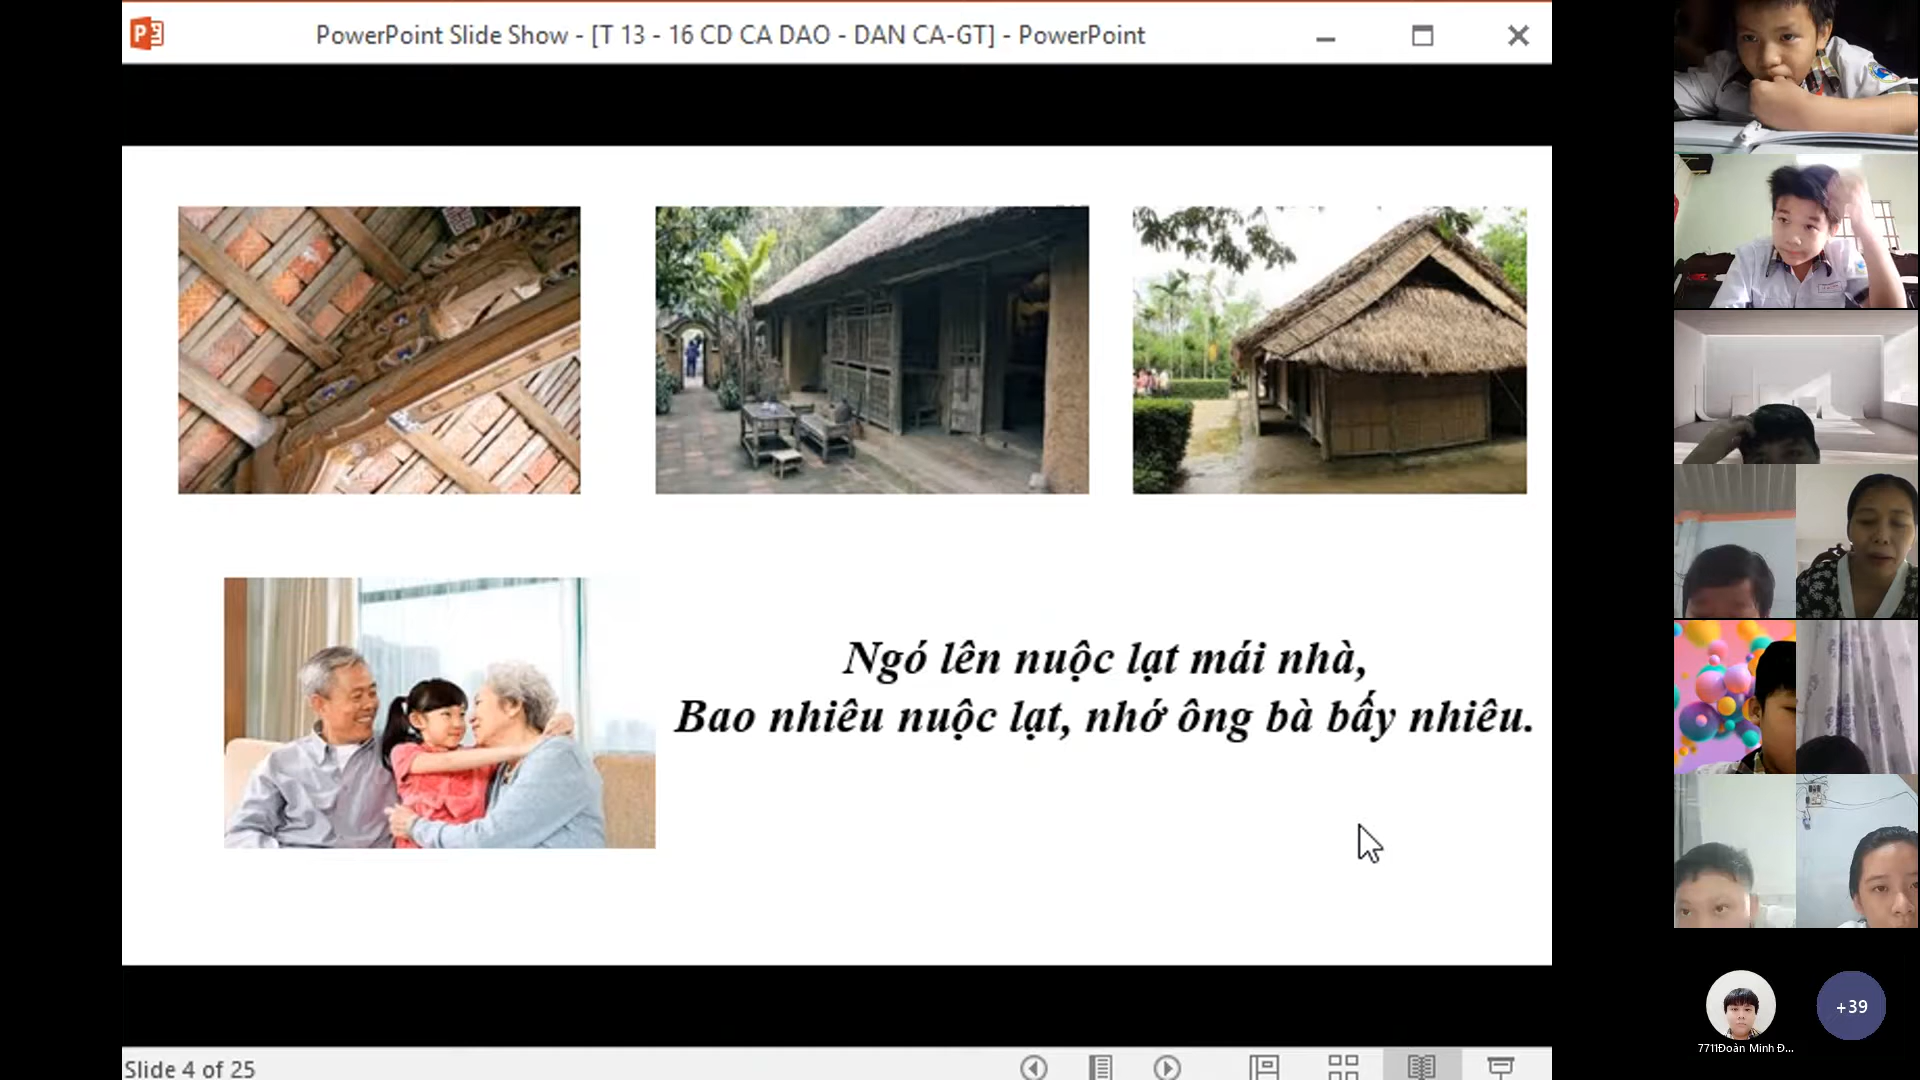 PowerPoint Slide Show - [T 13 - 16 CD CA DAO - DAN CA-GT] - PowerPoint
Ngó lên nuộc lạt mái nhà,
Bao nhiêu nuộc lạt, nhớ ông bà bấy nhiêu.
+39
7711Đoàn Minh Đ...
Slide 4 of 25